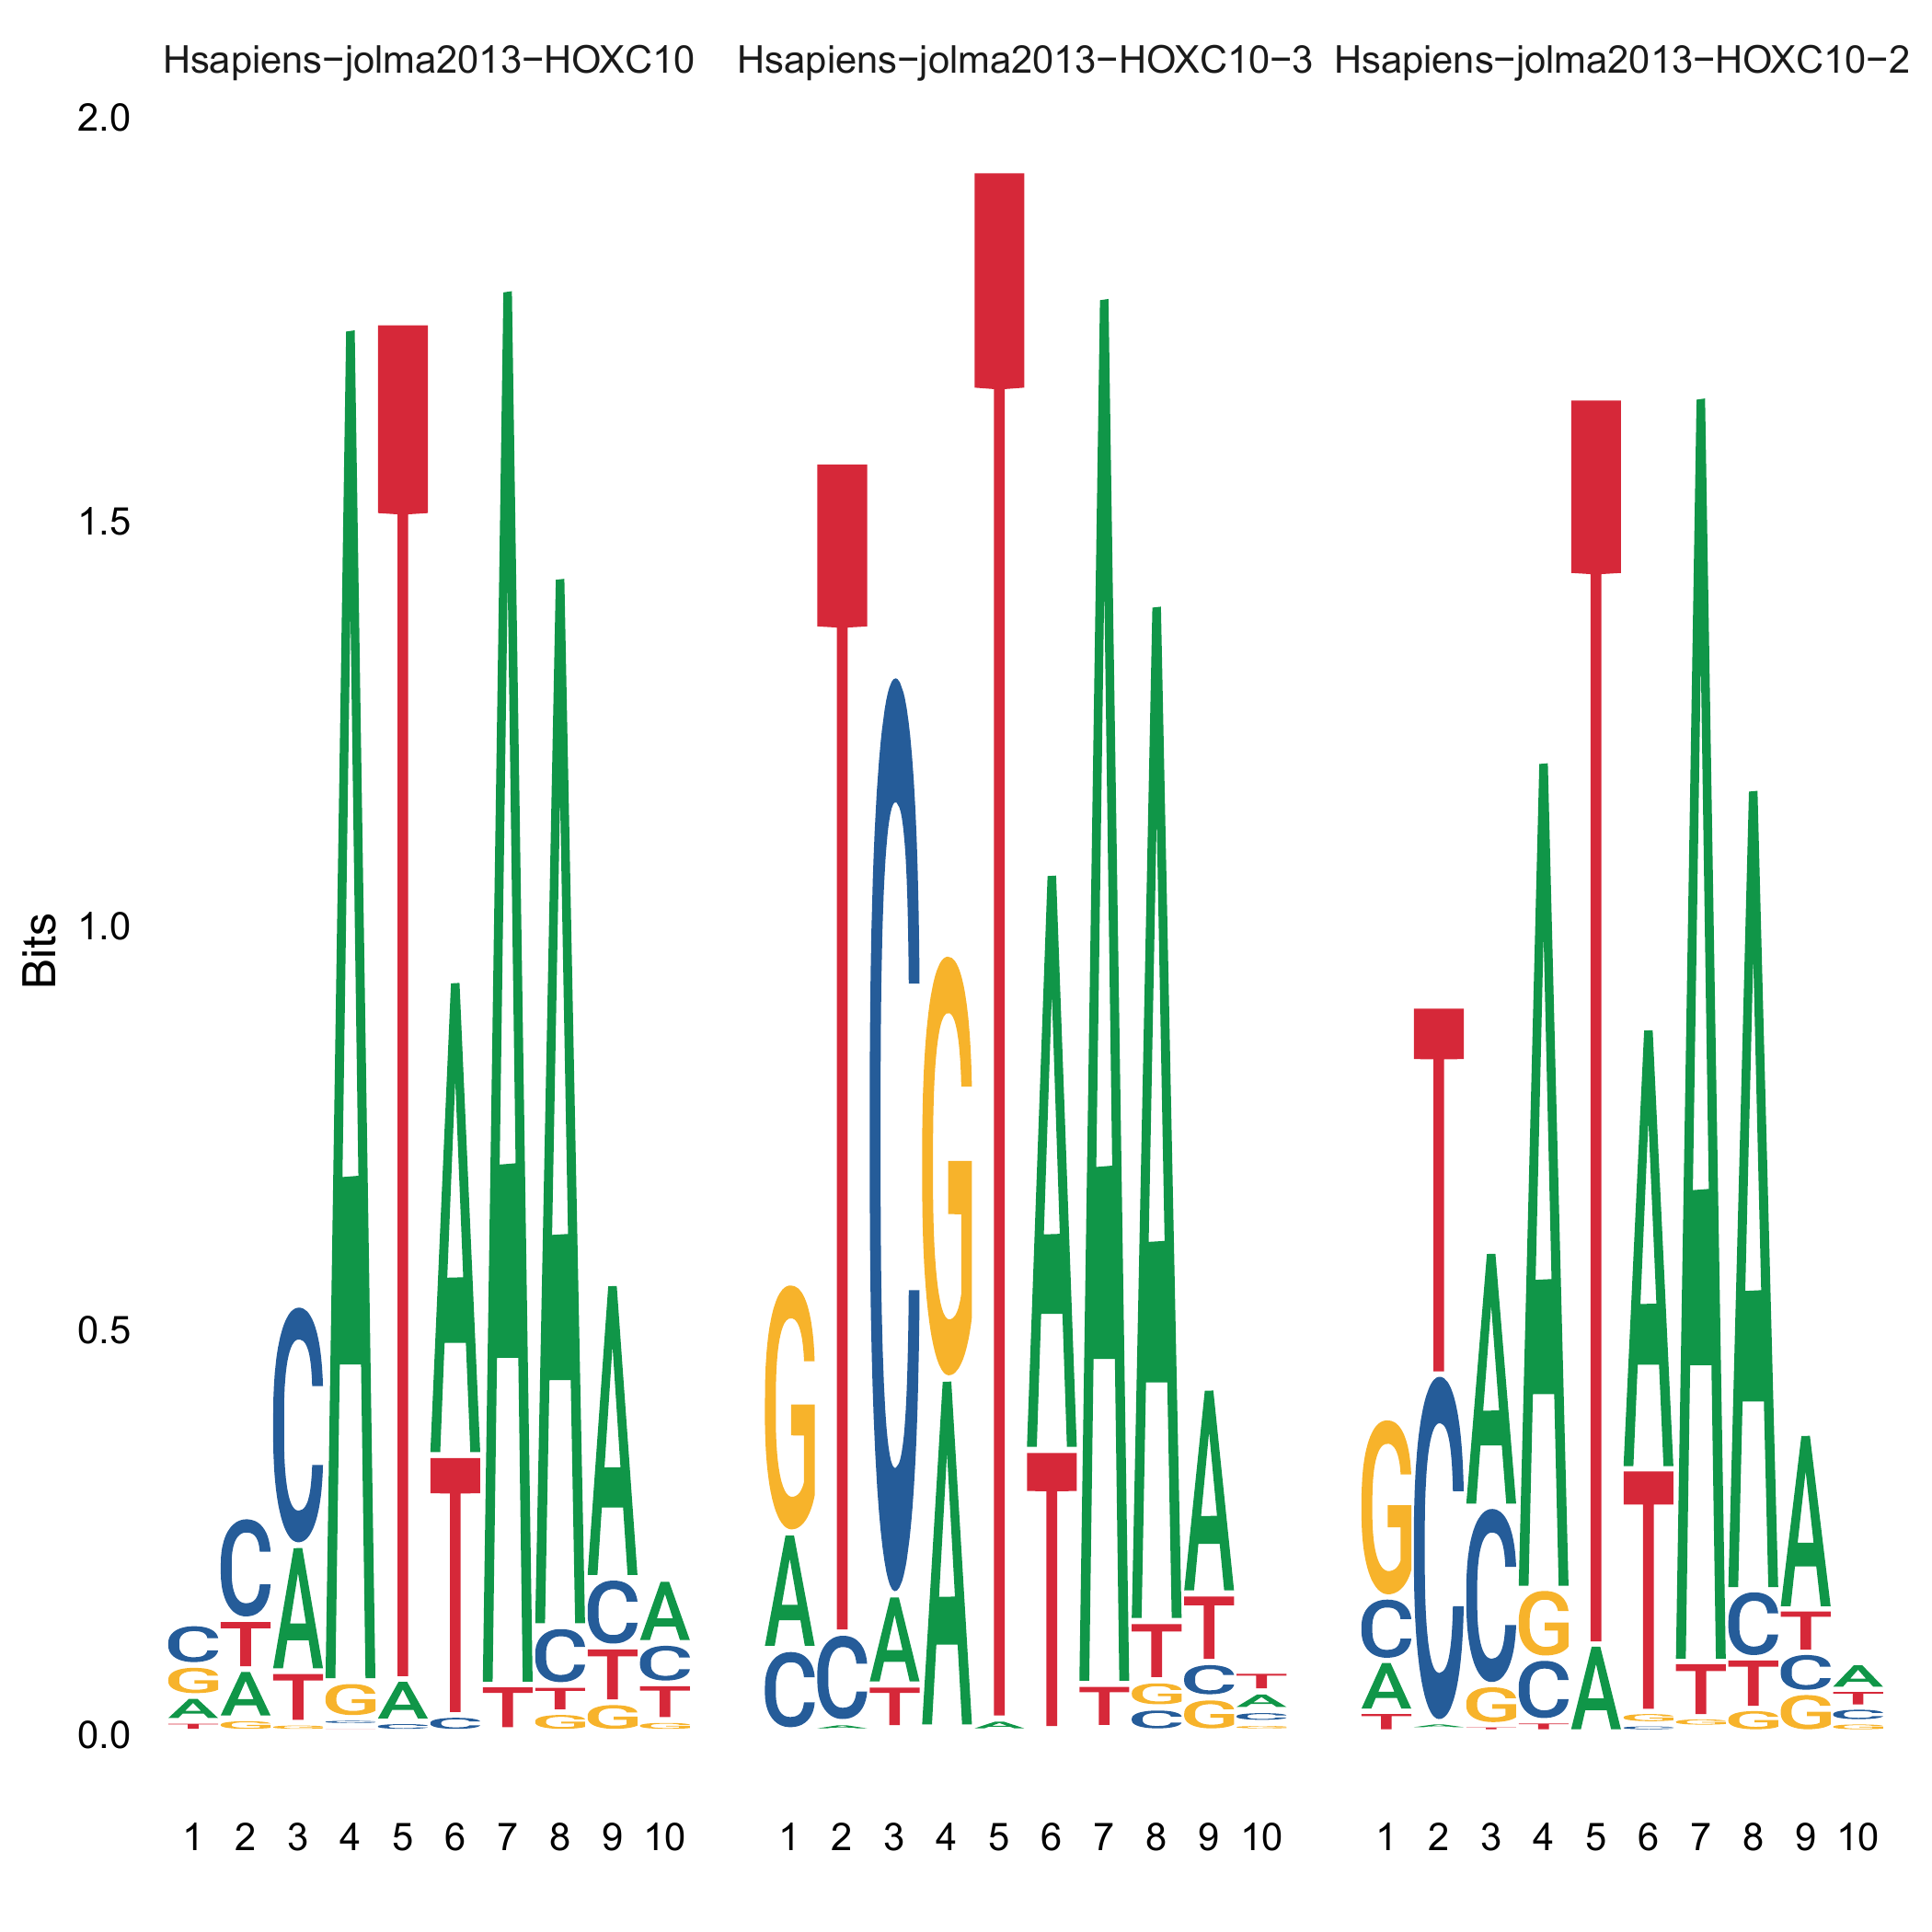 Hsapiens−jolma2013−HOXC10 Hsapiens−jolma2013−HOXC10−3 Hsapiens−jolma2013−HOXC10−2
2.0
1.5
1.0
0.5
0.0
Bits
1 2 3 4 5 6 7 8 9 10 1 2 3 4 5 6 7 8 9 10 1 2 3 4 5 6 7 8 9 10
C G A T
C T A G
C A T G
A G C
T A C
A T C
A T
A C T G
A C T G
A C T G
G A C
T C A
C A T
G A
T A
A T
A T
A T G C
A T C G
T A C G
G C A T
T C A
A C G T
A G C T
T A
A T G C
A T G
A C T G
A T C G
A T C G